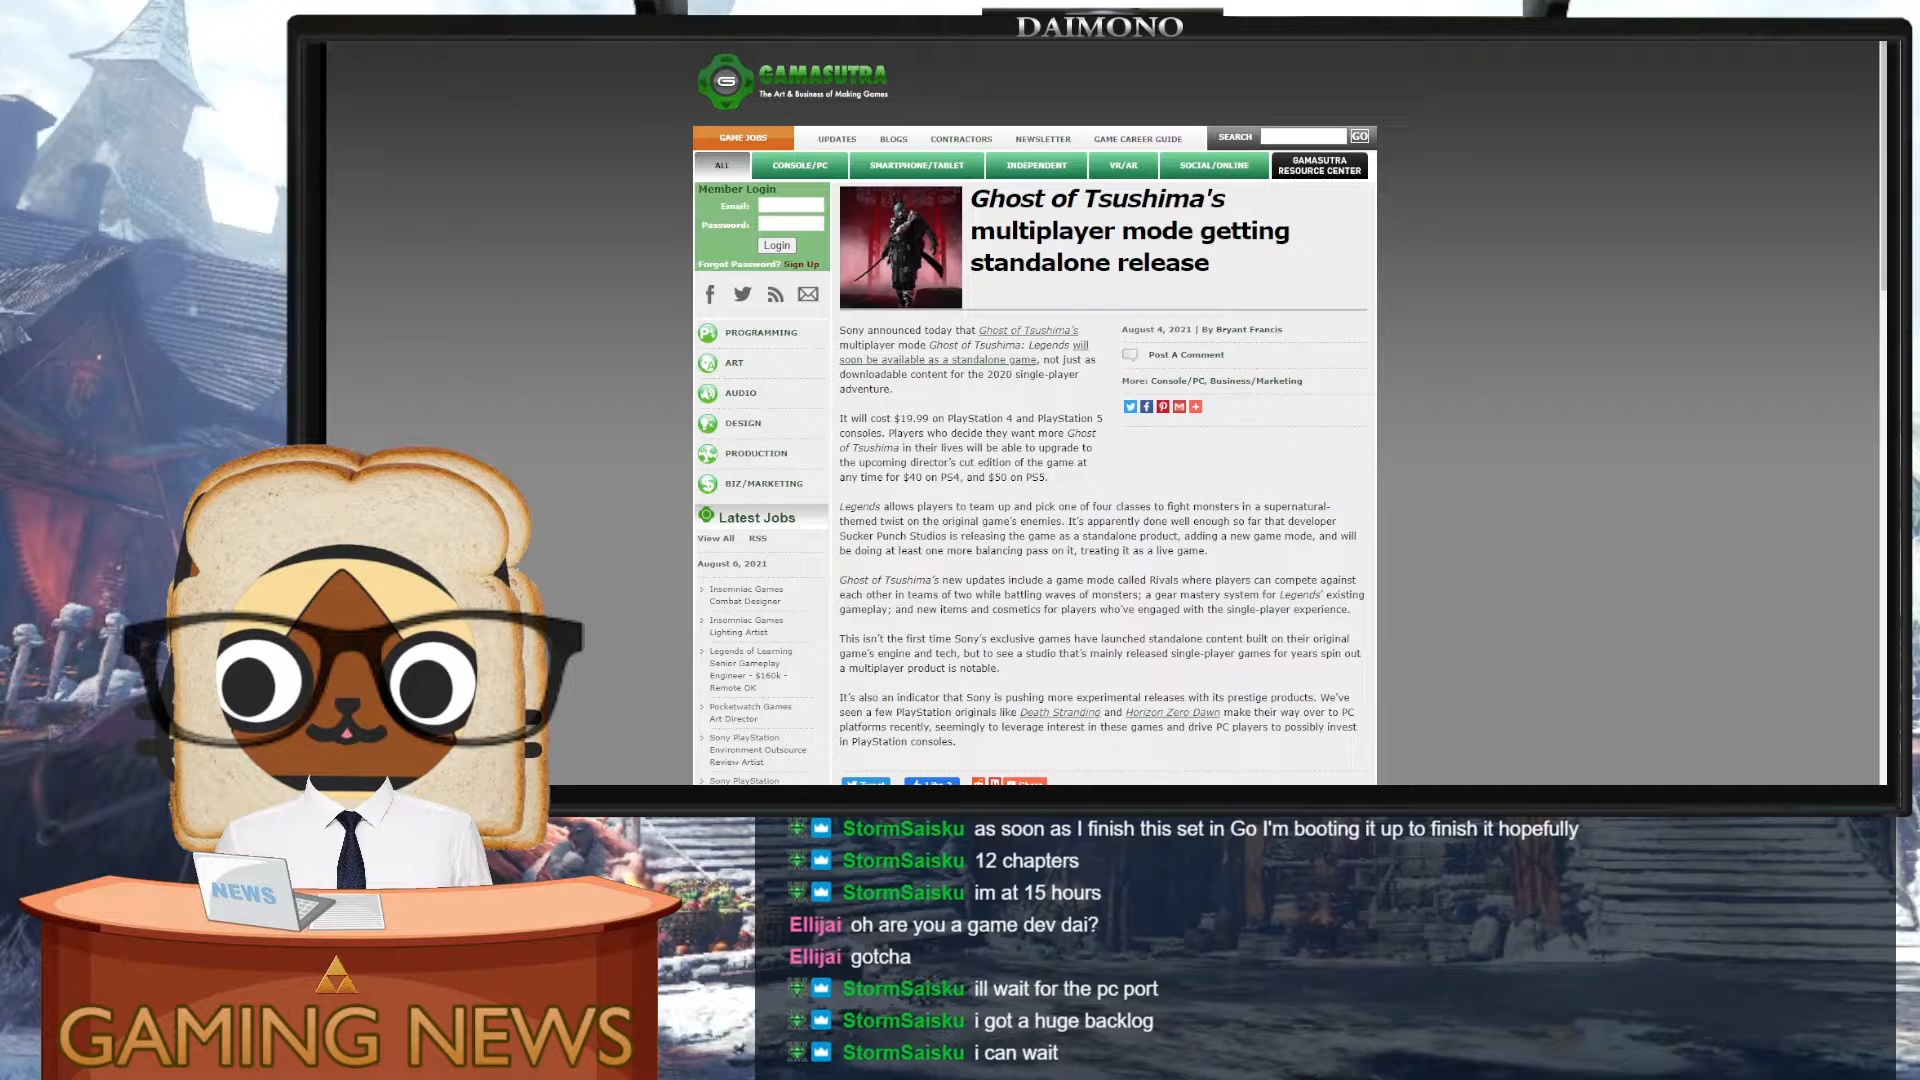 DAIMONO
GAMASUTRA
The Art & Business of Making Games
GAME JOBS
UPDATES
BLOGS
CONTRACTORS
NEWSLETTER
GAME CAREER GUIDE
SEARCH
GO
ALL
CONSOLE/PC
SMARTPHONE/TABLET
INDEPENDENT
VR/AR
SOCIAL/ONLINE
GAMASUTRA
RESOURCE CENTER
Member Login
Email:
Password:
Login
Forgot Password? Sign Up
PROGRAMMING
ART
AUDIO
DESIGN
PRODUCTION
BIZ/MARKETING
Latest Jobs
View All RSS
August 6, 2021
Insomniac Games
Combat Designer
Insomniac Games
Lighting Artist
Legends of Learning
Senior Gameplay
Engineer - $160k -
Remote OK
Pocketwatch Games
Art Director
Sony PlayStation
Environment Outsource
Review Artist
Sony PlayStation
Ghost of Tsushima's
multiplayer mode getting
standalone release
Sony announced today that Ghost of Tsushima's
multiplayer mode Ghost of Tsushima: Legends will
soon be available as a standalone game, not just as
downloadable content for the 2020 single-player
adventure.
It will cost $19.99 on PlayStation 4 and PlayStation 5
consoles. Players who decide they want more Ghost
of Tsushima in their lives will be able to upgrade to
the upcoming director's cut edition of the game at
any time for $40 on PS4, and $50 on PS5.
August 4, 2021 | By Bryant Francis
Post A Comment
More: Console/PC, Business/Marketing
Legends allows players to team up and pick one of four classes to fight monsters in a supernatural-
themed twist on the original game's enemies. It's apparently done well enough so far that developer
Sucker Punch Studios is releasing the game as a standalone product, adding a new game mode, and will
be doing at least one more balancing pass on it, treating it as a live game.
Ghost of Tsushima's new updates include a game mode called Rivals where players can compete against
each other in teams of two while battling waves of monsters; a gear mastery system for Legends' existing
gameplay; and new items and cosmetics for players who've engaged with the single-player experience.
This isn't the first time Sony's exclusive games have launched standalone content built on their original
game's engine and tech, but to see a studio that's mainly released single-player games for years spin out
a multiplayer product is notable.
It's also an indicator that Sony is pushing more experimental releases with its prestige products. We've
seen a few PlayStation originals like Death Stranding and Horizon Zero Dawn make their way over to PC
platforms recently, seemingly to leverage interest in these games and drive PC players to possibly invest
in PlayStation consoles.
NEWS
GAMING NEWS
StormSaisku as soon as I finish this set in Go I'm booting it up to finish it hopefully
StormSaisku 12 chapters
StormSaisku im at 15 hours
Ellijai oh are you a game dev dai?
Ellijai gotcha
StormSaisku ill wait for the pc port
StormSaisku i got a huge backlog
StormSaisku i can wait